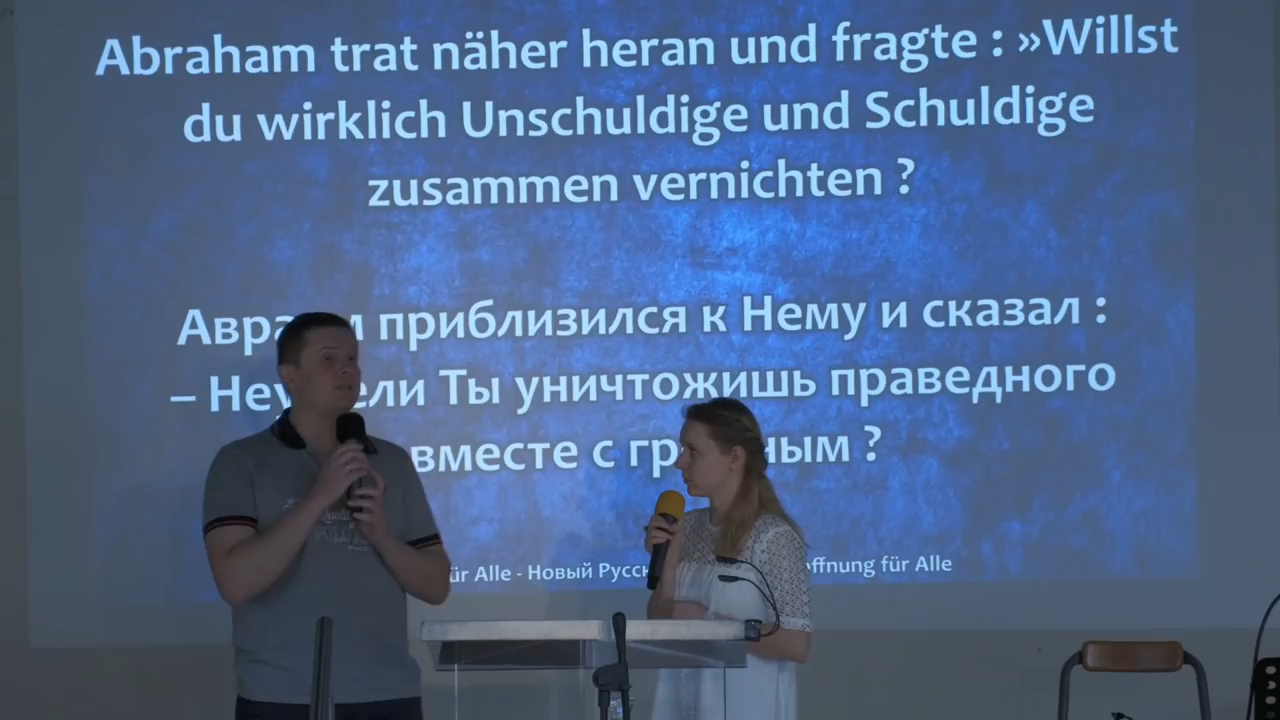 Abraham trat näher heran und fragte : »Willst
du wirklich Unschuldige und Schuldige
zusammen vernichten ?
приблизился к Нему и сказал :
– Ты уничтожишь праведного
вместе с ?
für Alle - Новый Hoffnung für Alle